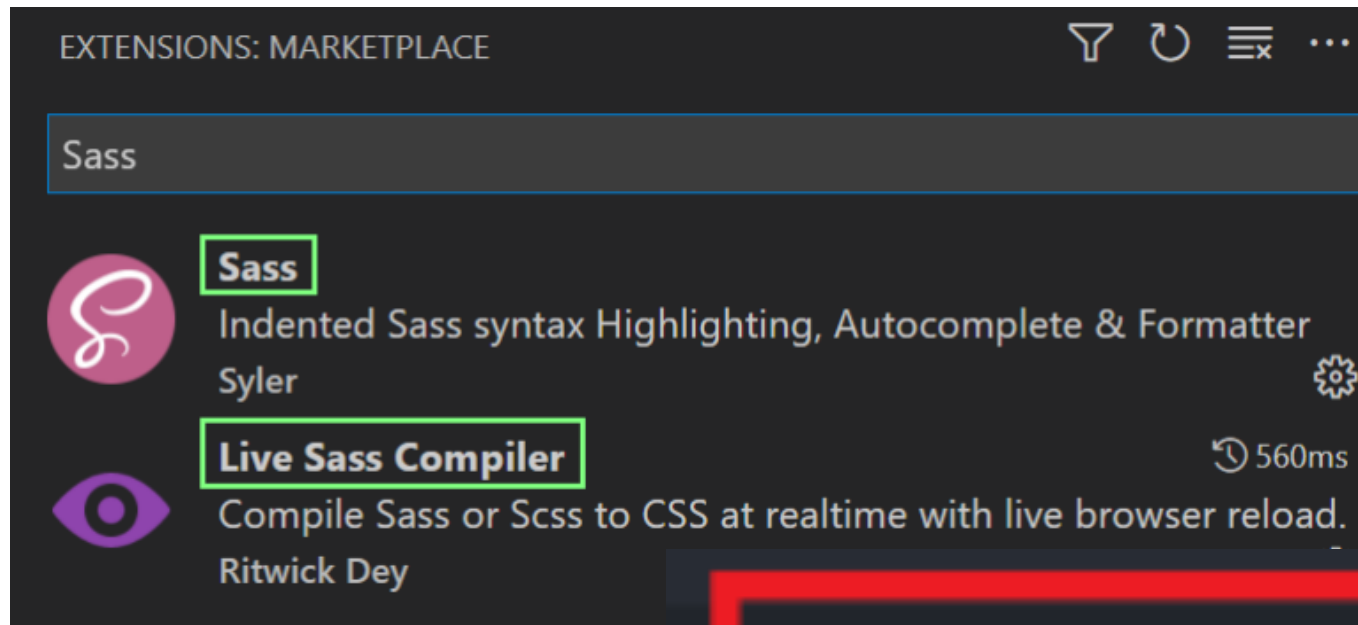 EXTENSIONS: MARKETPLACE
Sass
Sass
Indented Sass syntax Highlighting, Autocomplete & Formatter
Syler
Live Sass Compiler 560ms
Compile Sass or Scss to CSS at realtime with live browser reload.
Ritwick Dey